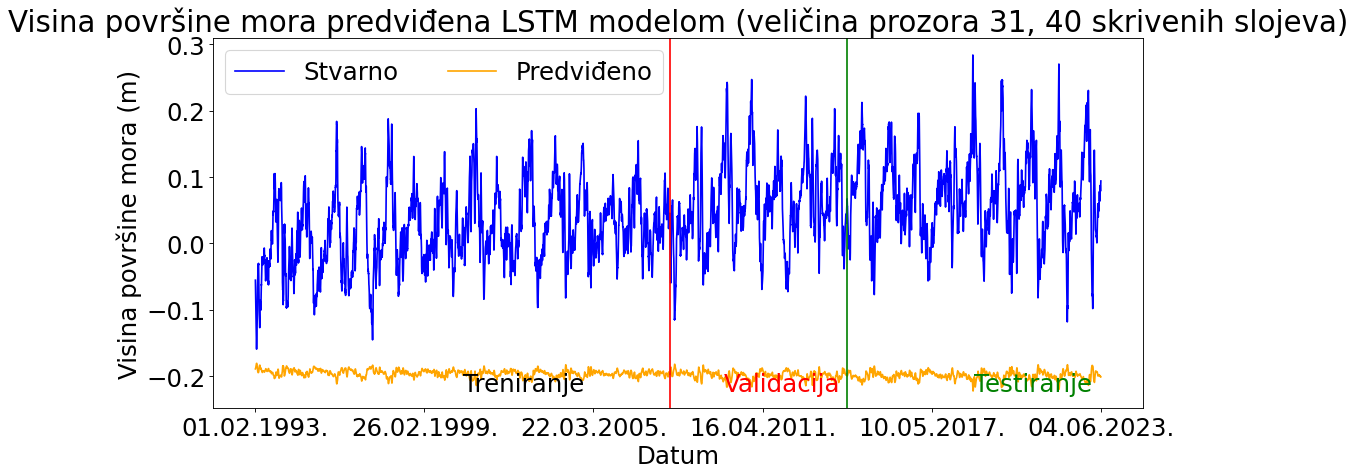 Visina površine mora predviđena LSTM modelom (veličina prozora 31, 40 skrivenih slojeva)
Visina površine mora (m)
0.3
0.2
0.1
0.0
−0.1
−0.2
Stvarno
Predviđeno
Treniranje
Validacija
Testiranje
01.02.1993.
26.02.1999.
22.03.2005.
16.04.2011.
10.05.2017.
04.06.2023.
Datum